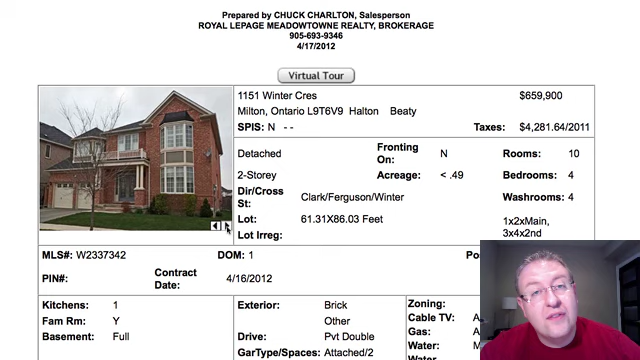 Prepared by CHUCK CHARLTON, Salesperson
ROYAL LEPAGE MEADOWTOWNE REALTY, BROKERAGE
905-693-9346
4/17/2012
Virtual Tour
1151 Winter Cres $659,900
Milton, Ontario L9T6V9 Halton Beaty
SPIS: N - - Taxes: $4,281.64/2011
Detached Fronting On: N Rooms: 10
2-Storey Acreage: < .49 Bedrooms: 4
Dir/Cross St: Clark/Ferguson/Winter Washrooms: 4
Lot: 61.31X86.03 Feet 1x2xMain,
3x4x2nd
Lot Irreg:
MLS#: W2337342 DOM: 1
PIN#: Contract Date: 4/16/2012
Kitchens: 1 Exterior: Brick Zoning:
Fam Rm: Y Other Cable TV:
Basement: Full Drive: Pvt Double Gas:
GarType/Spaces: Attached/2 Water: